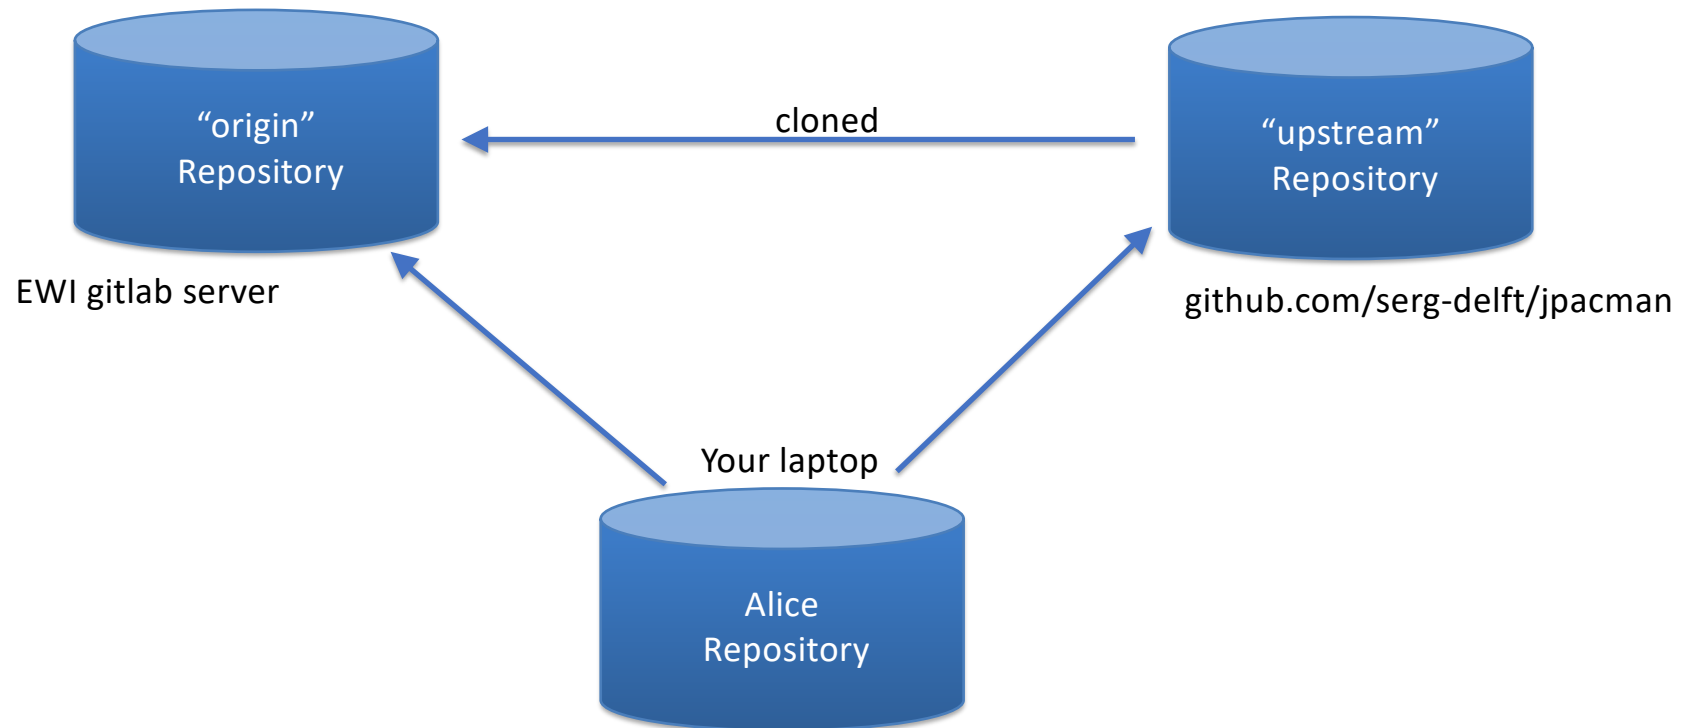 “origin”
Repository
cloned
“upstream”
Repository
EWI gitlab server
github.com/serg-delft/jpacman
Your laptop
Alice
Repository